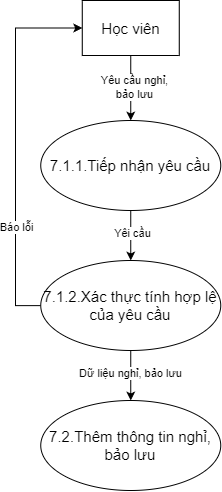 Học viên
Yêu cầu nghỉ,
bảo lưu
7.1.1.Tiếp nhận yêu cầu
Yêi cầu
Báo lỗi
7.1.2.Xác thực tính hợp lệ
của yêu cầu
Dữ liệu nghỉ, bảo lưu
7.2.Thêm thông tin nghỉ,
bảo lưu